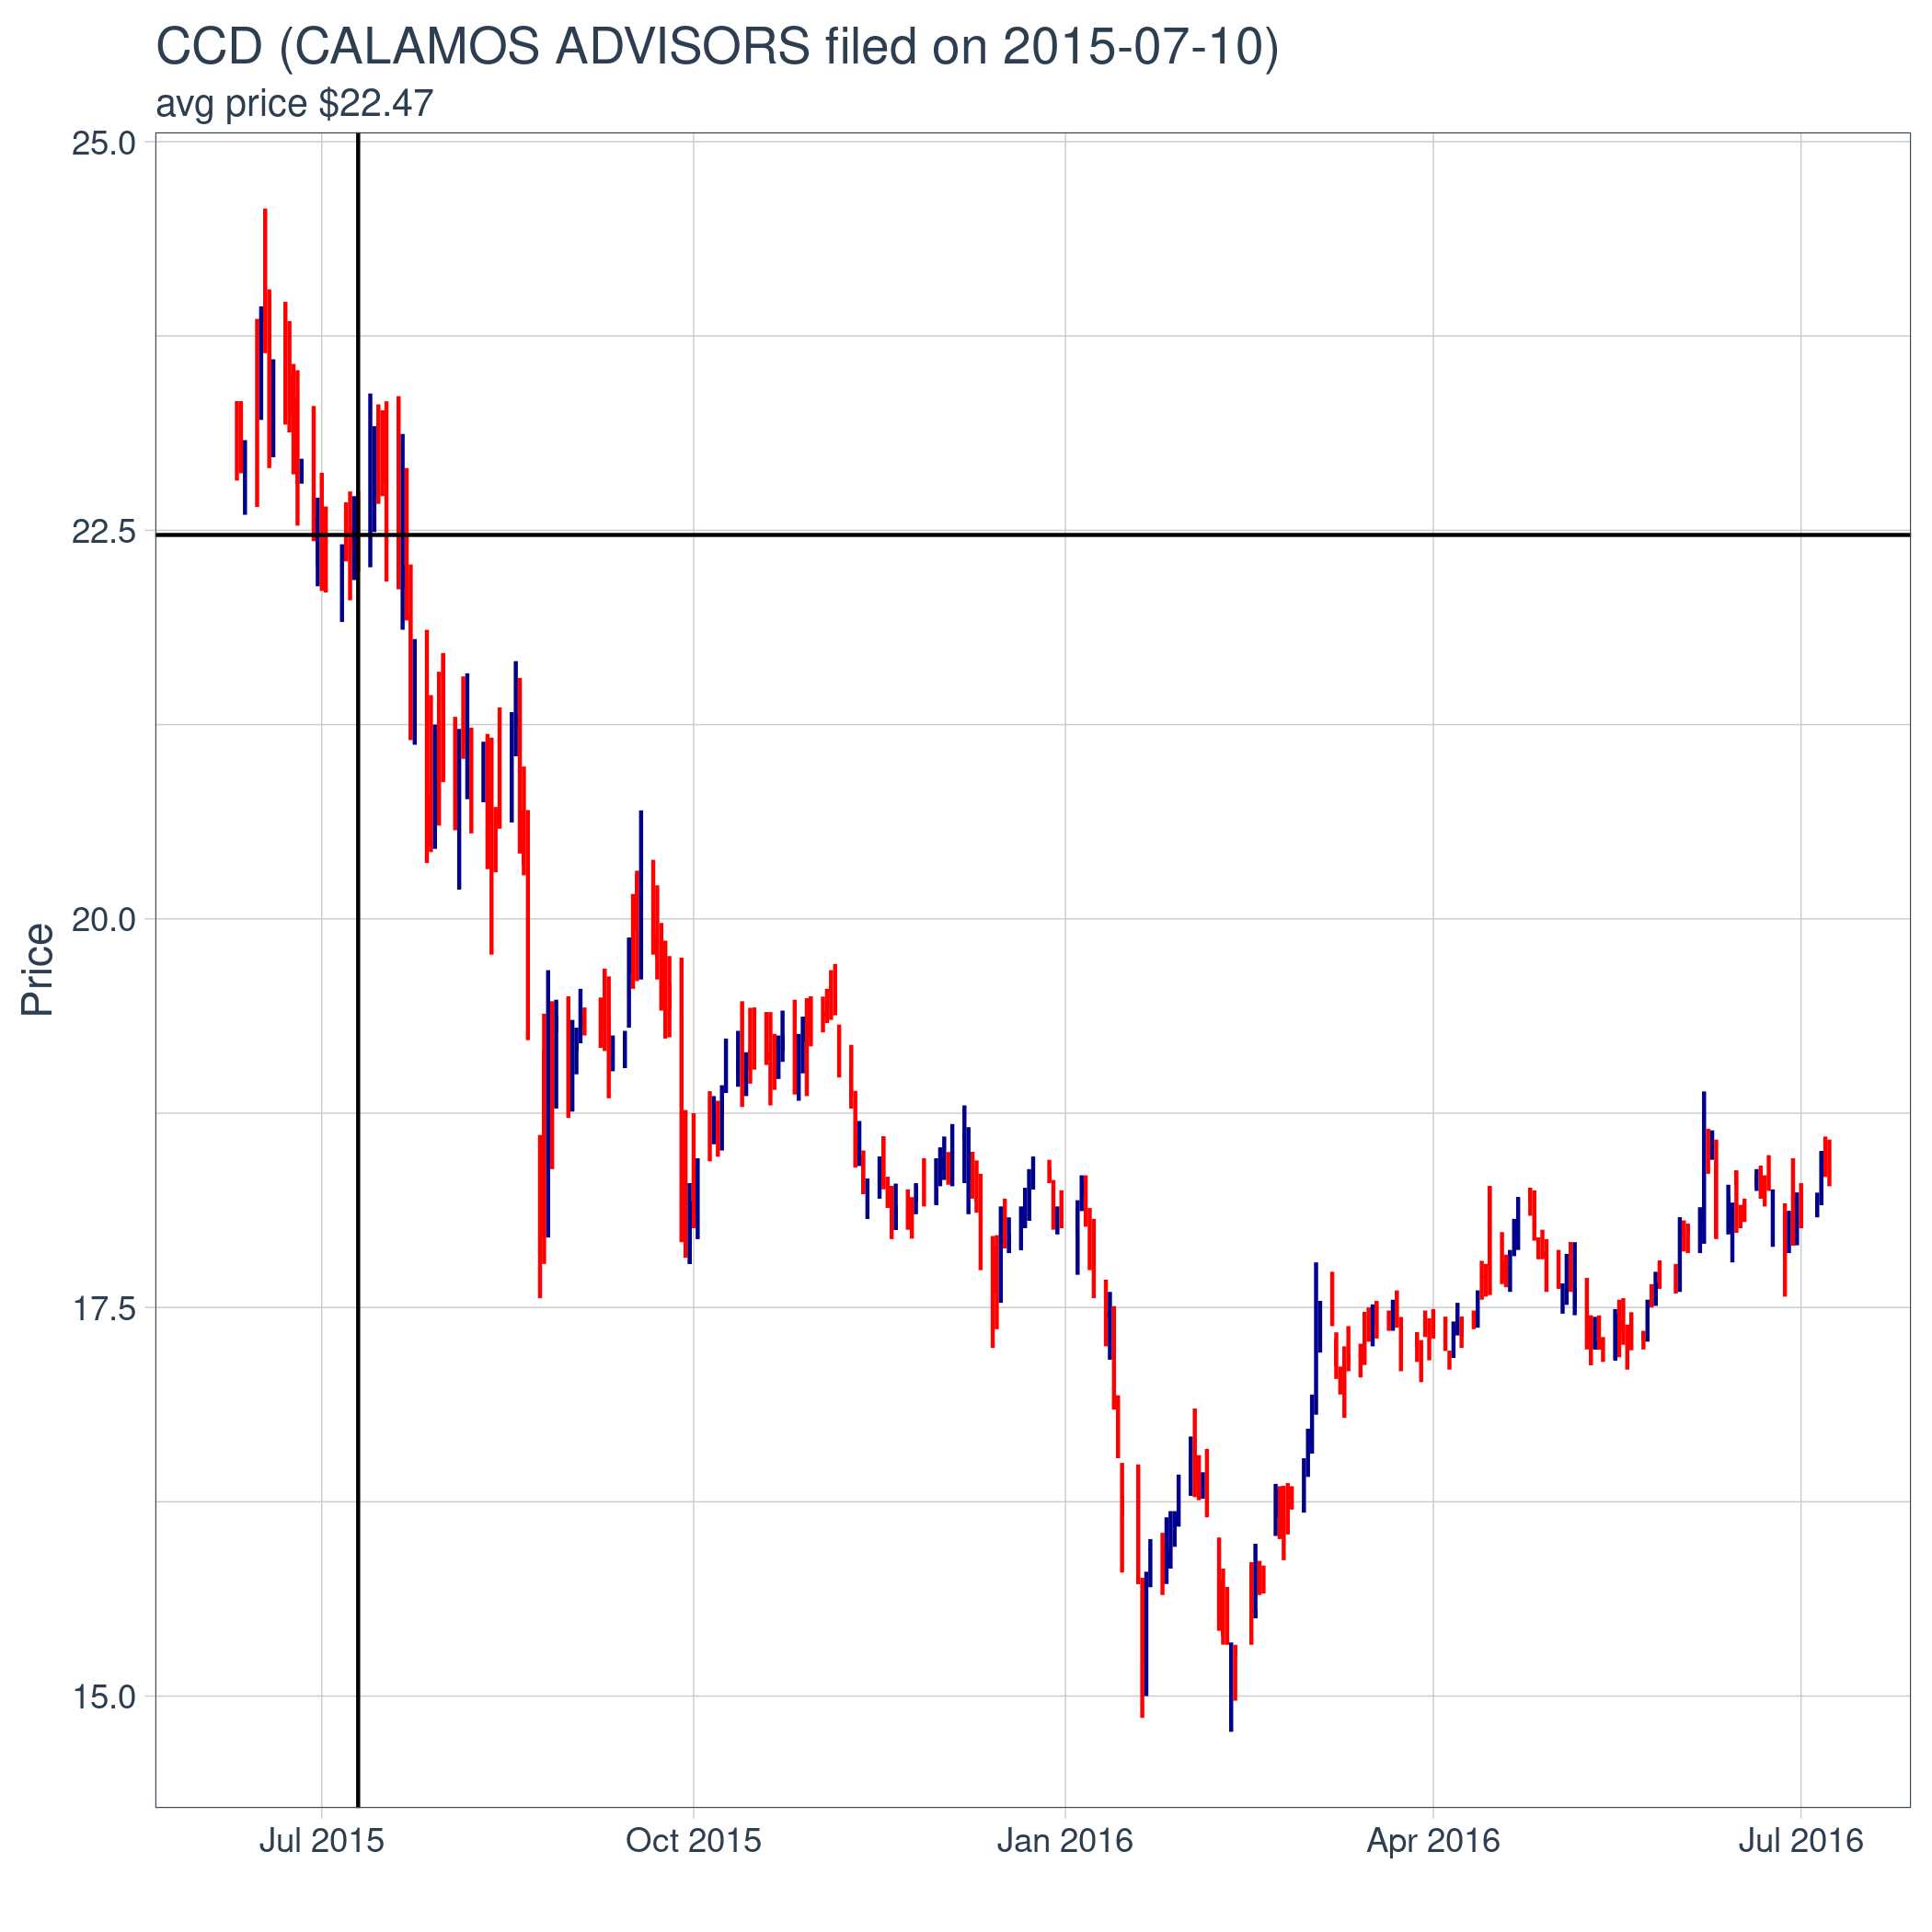 CCD (CALAMOS ADVISORS filed on 2015-07-10)
avg price $22.47
25.0
22.5
20.0
17.5
15.0
Price
Jul 2015
Oct 2015
Jan 2016
Apr 2016
Jul 2016